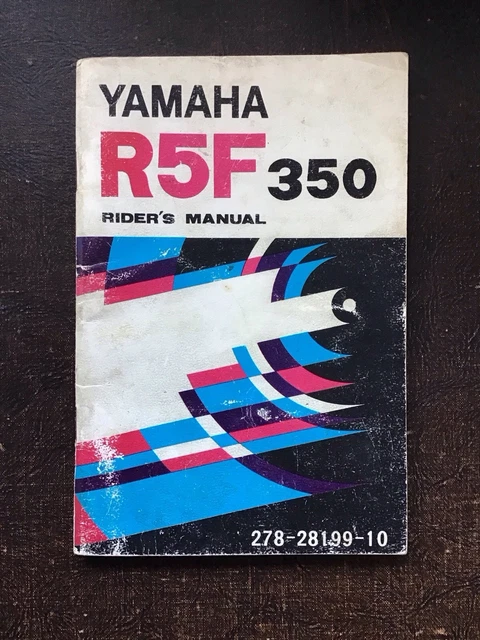 YAMAHA
R5F 350
RIDER'S MANUAL
278-28199-10